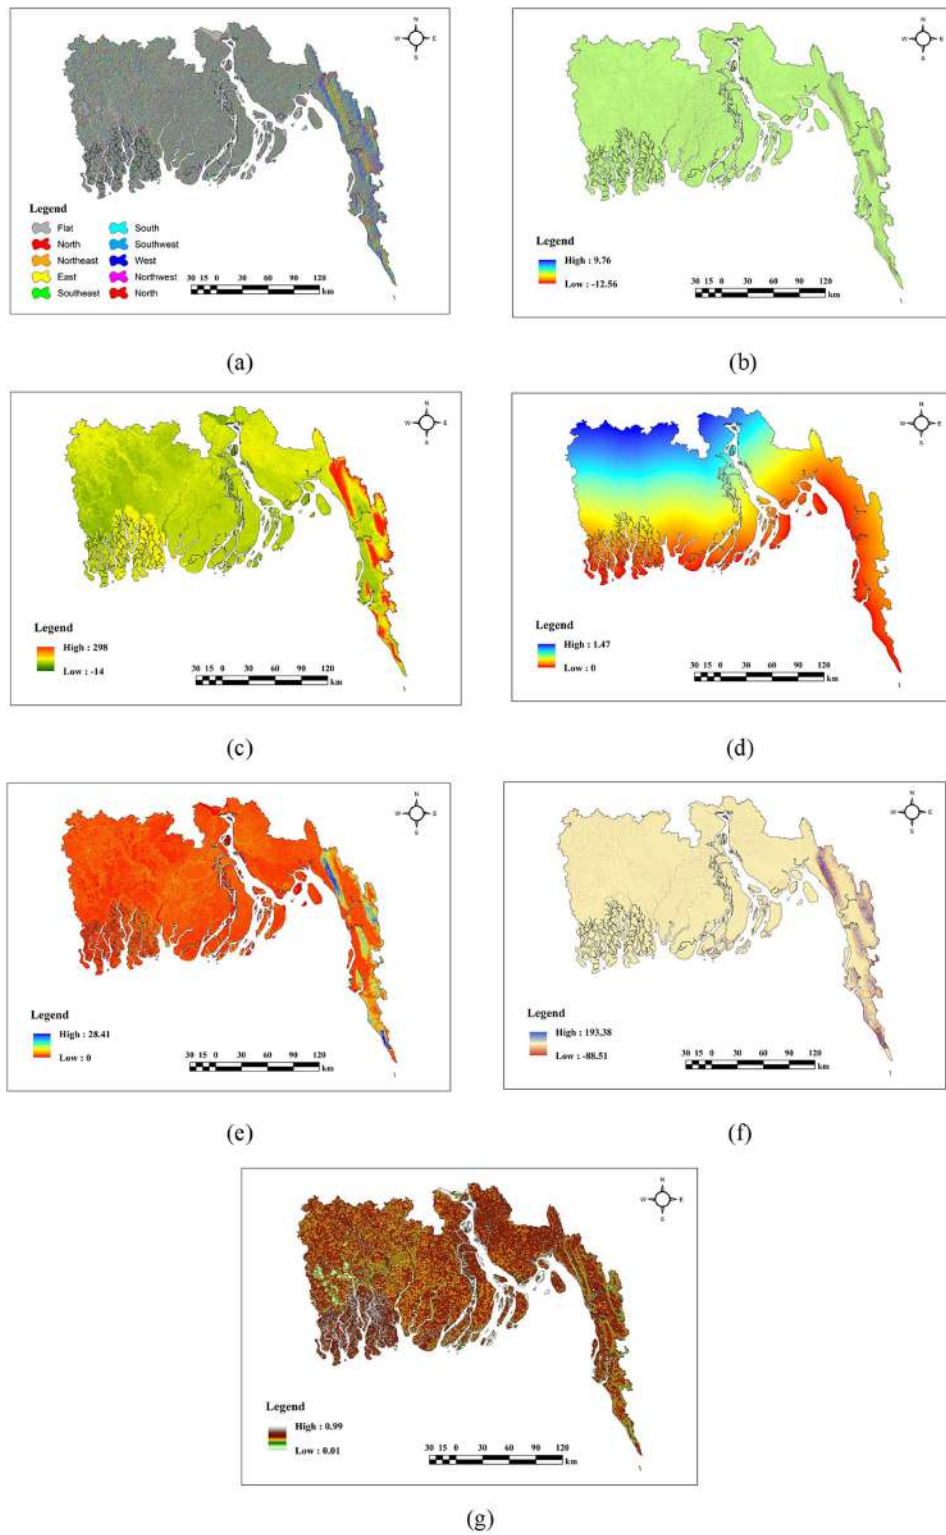 N
W E
S
Legend
Flat South
North Southwest
Northeast West
East Northwest
Southeast North
30 15 0 30 60 90 120
km
(a)
N
W E
S
Legend
High : 9.76
Low : -12.56
30 15 0 30 60 90 120
km
(b)
N
W E
S
Legend
High : 298
Low : -14
30 15 0 30 60 90 120
km
(c)
N
W E
S
Legend
High : 1.47
Low : 0
30 15 0 30 60 90 120
km
(d)
N
W E
S
Legend
High : 28.41
Low : 0
30 15 0 30 60 90 120
km
(e)
N
W E
S
Legend
High : 193.38
Low : -88.51
30 15 0 30 60 90 120
km
(f)
N
W E
S
Legend
High : 0.99
Low : 0.01
30 15 0 30 60 90 120
km
(g)